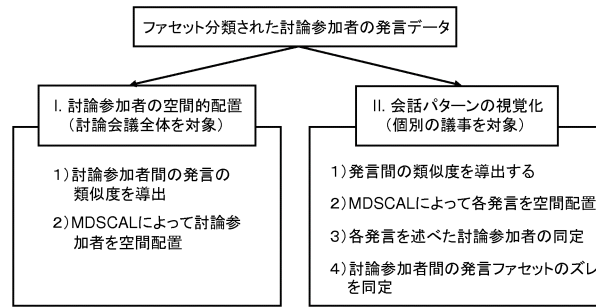 ファセット分類された討論参加者の発言データ
I. 討論参加者の空間的配置
（討論会議全体を対象）
1）討論参加者間の発言の
類似度を導出
2）MDSCALによって討論参
加者を空間配置
II. 会話パターンの視覚化
（個別の議事を対象）
1）発言間の類似度を導出する
2）MDSCALによって各発言を空間配置
3）各発言を述べた討論参加者の同定
4）討論参加者間の発言ファセットのズレ
を同定